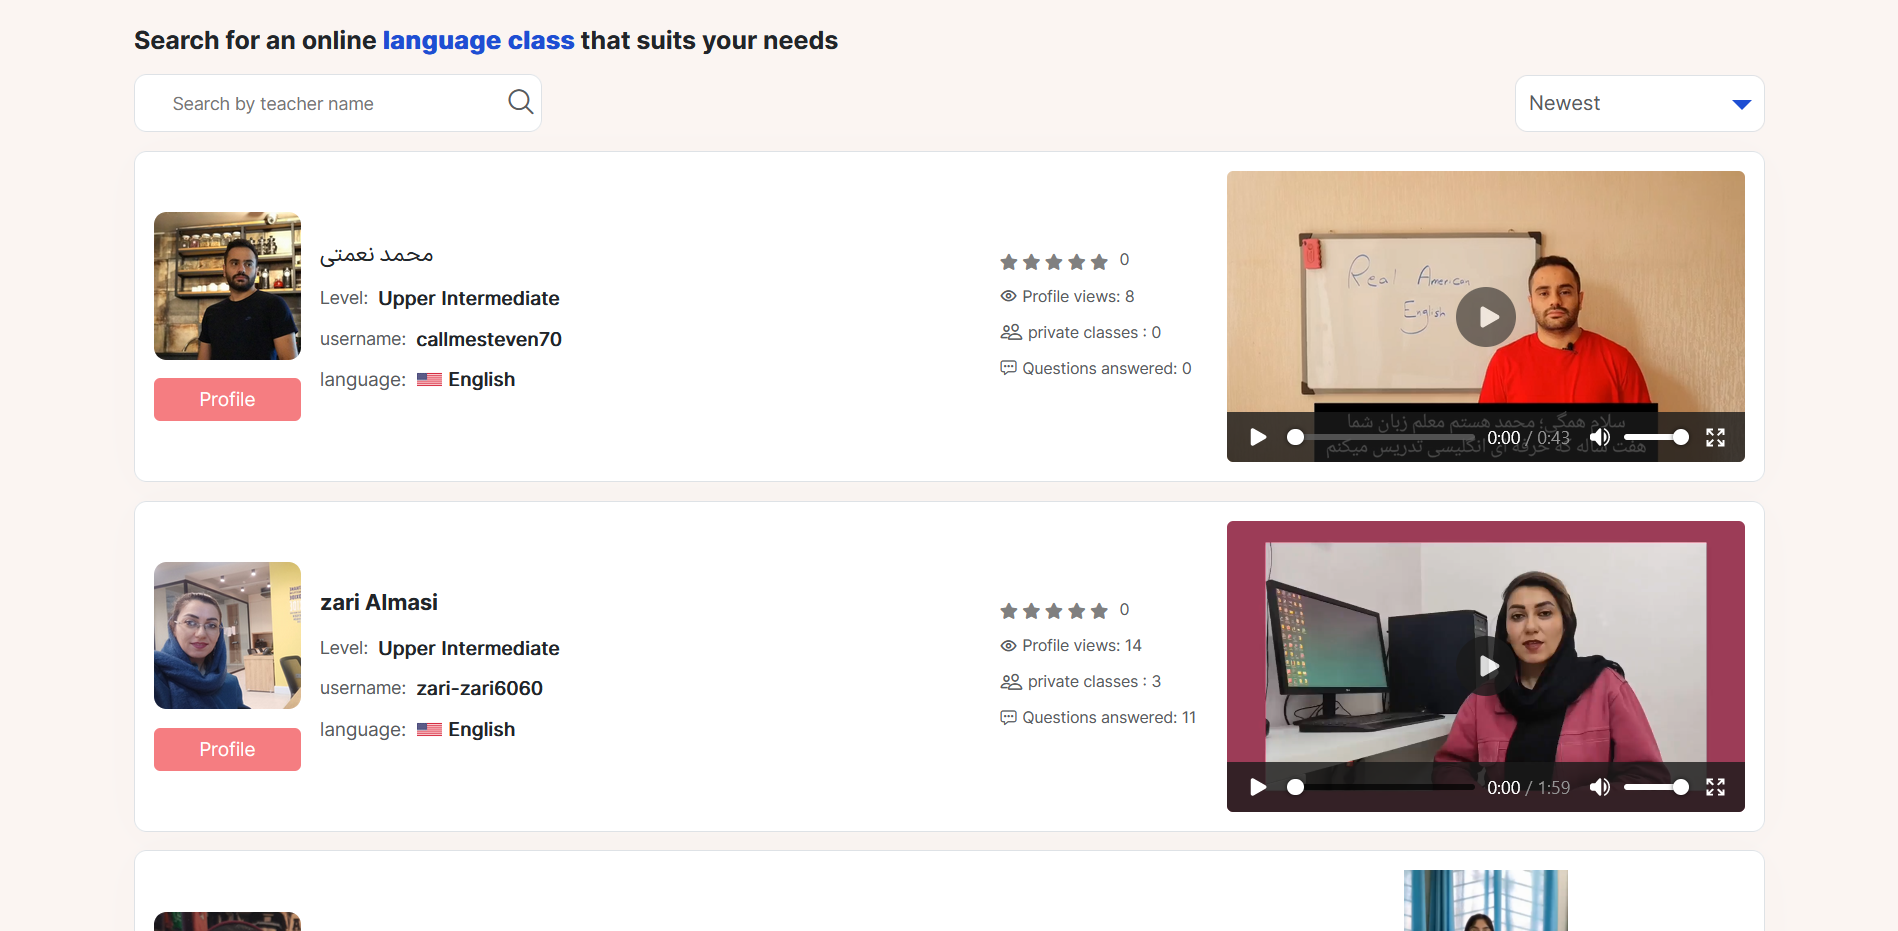 Search for an online language class that suits your needs
Search by teacher name
Newest
محمد نعمتی
Level: Upper Intermediate
username: callmesteven70
language: English
Profile
0
Profile views: 8
private classes : 0
Questions answered: 0
Real American
English
سلام همگی؛ محمد هستم معلم زبان شما
هفت ساله که حرفه ای انگلیسی تدریس میکنم
0:00 / 0:43
zari Almasi
Level: Upper Intermediate
username: zari-zari6060
language: English
Profile
0
Profile views: 14
private classes : 3
Questions answered: 11
0:00 / 1:59